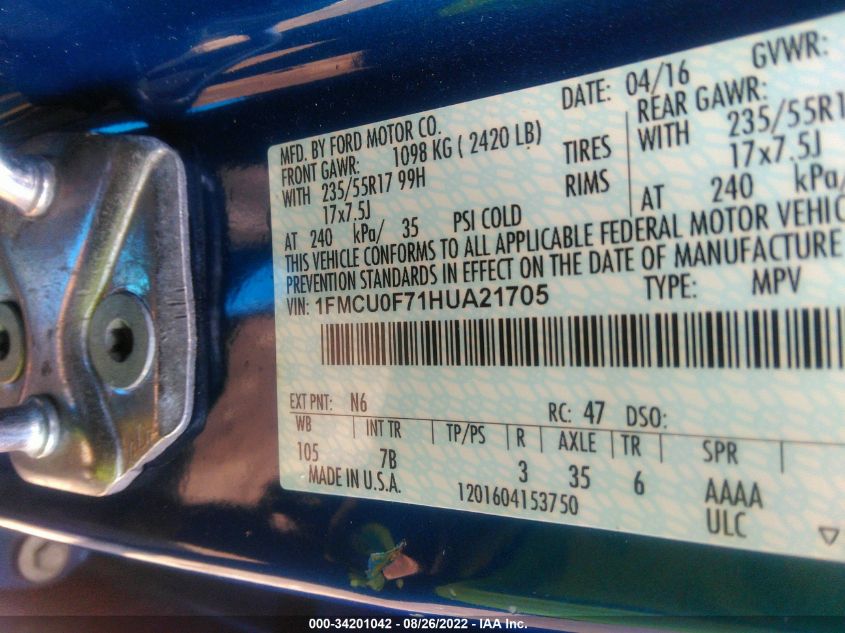 MFD. BY FORD MOTOR CO. DATE: 04/16 GVWR:
FRONT GAWR: 1098 KG ( 2420 LB) REAR GAWR:
WITH 235/55R17 99H TIRES WITH 235/55R1
17x7.5J RIMS 17x7.5J
AT 240 kPa/ 35 PSI COLD AT 240 kPa/
THIS VEHICLE CONFORMS TO ALL APPLICABLE FEDERAL MOTOR VEHIC
PREVENTION STANDARDS IN EFFECT ON THE DATE OF MANUFACTURE
VIN: 1FMCU0F71HUA21705 TYPE: MPV
EXT PNT: N6 RC: 47 DSO:
WB INT TR TP/PS R AXLE TR SPR
105 7B 3 35 6 AAAA
MADE IN U.S.A. 1201604153750 ULC
000-34201042 - 08/26/2022 - IAA Inc.